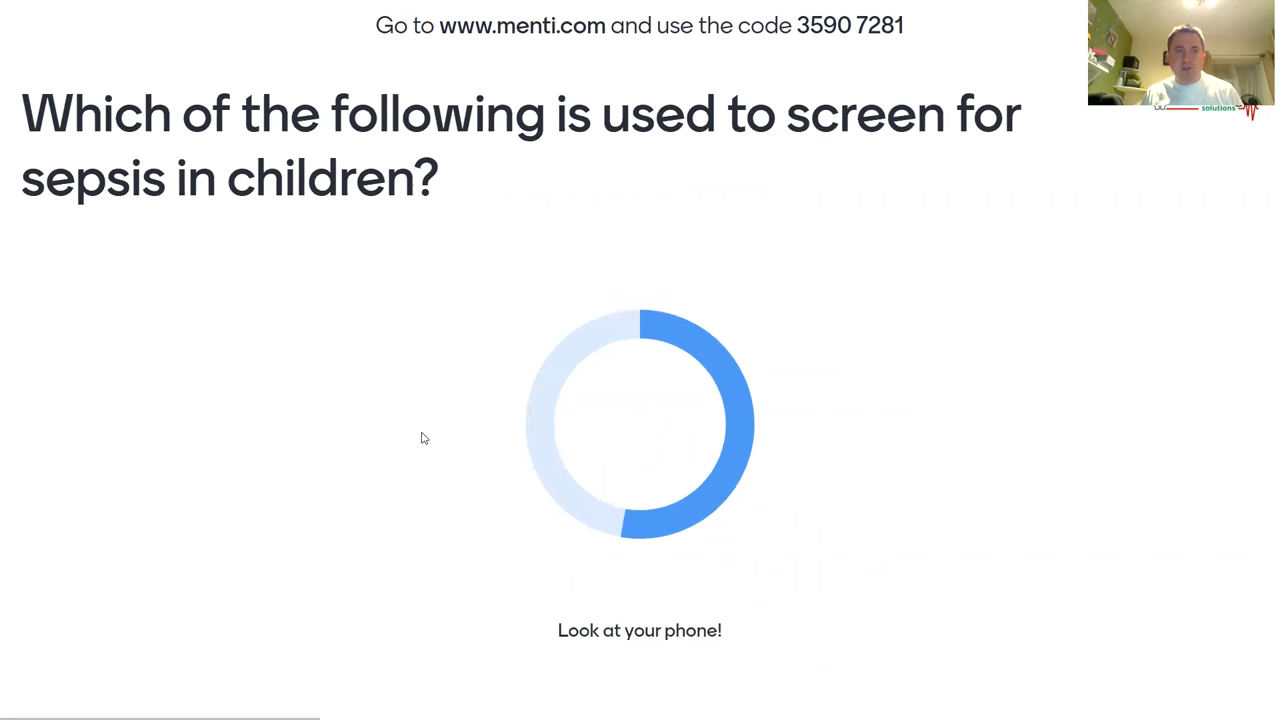 Go to www.menti.com and use the code 3590 7281
Which of the following is used to screen for
sepsis in children?
solutions
Look at your phone!